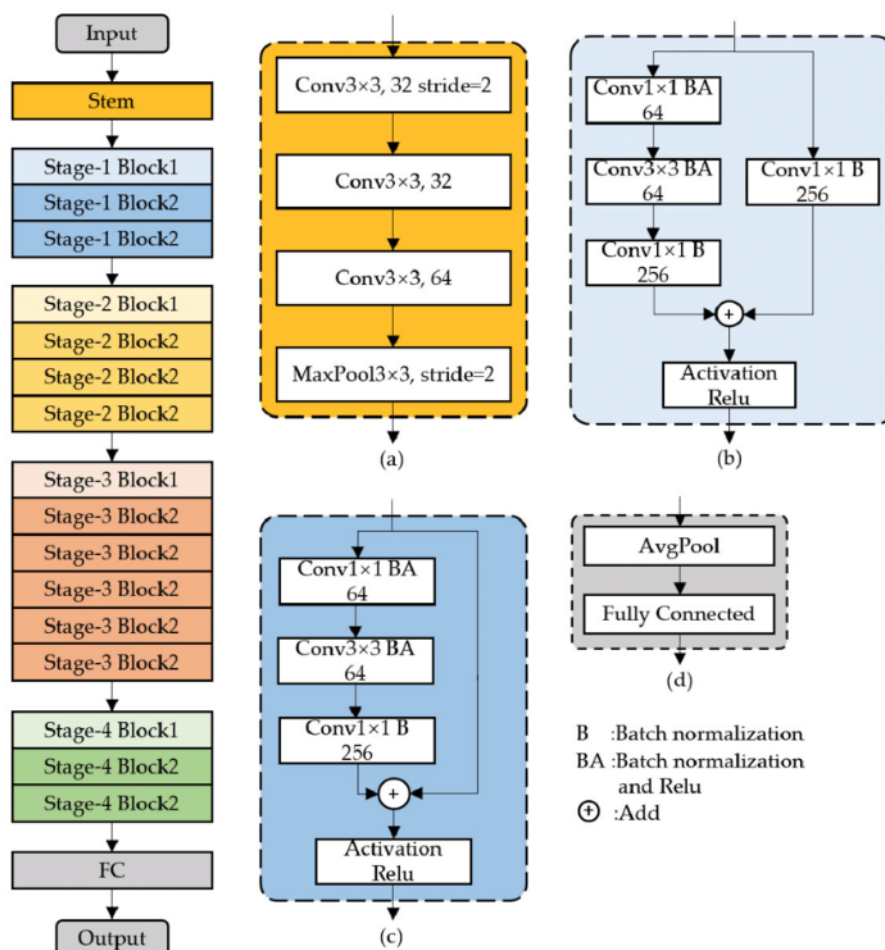 Input
Stem
Stage-1 Block1
Stage-1 Block2
Stage-1 Block2
Stage-2 Block1
Stage-2 Block2
Stage-2 Block2
Stage-2 Block2
Stage-3 Block1
Stage-3 Block2
Stage-3 Block2
Stage-3 Block2
Stage-3 Block2
Stage-3 Block2
Stage-4 Block1
Stage-4 Block2
Stage-4 Block2
FC
Output
Conv3×3, 32 stride=2
Conv3×3, 32
Conv3×3, 64
MaxPool3×3, stride=2
(a)
Conv1×1 BA
64
Conv3×3 BA
64
Conv1×1 B
256
Conv1×1 B
256
+
Activation
Relu
(b)
Conv1×1 BA
64
Conv3×3 BA
64
Conv1×1 B
256
+
Activation
Relu
(c)
AvgPool
Fully Connected
(d)
B :Batch normalization
BA :Batch normalization
and Relu
⊕ :Add